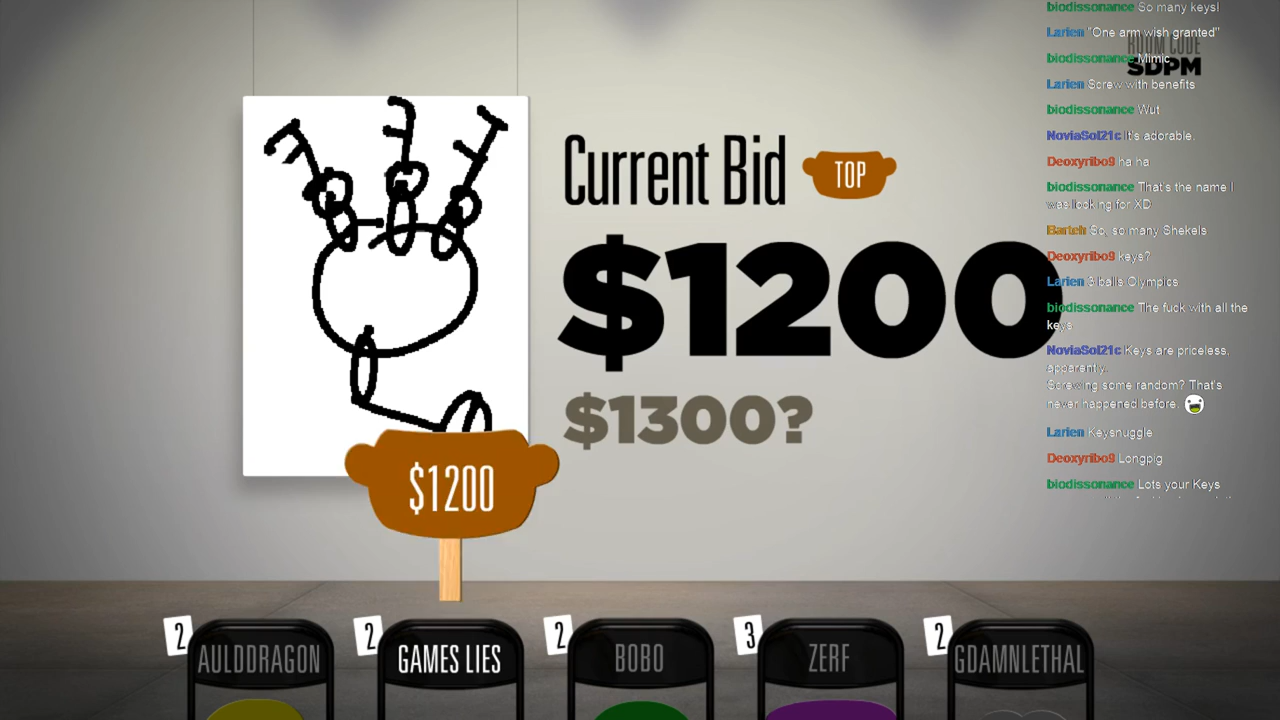 Current Bid
TOP
$1200
$1300?
$1200
2
AULDDRAGON
2
GAMES LIES
2
BOBO
3
ZERF
2
GDAMNLETHAL
ROOM CODE
SDPM
biodissonance So many keys!
Larien "One arm wish granted"
biodissonance Mimic
Larien Screw with benefits
biodissonance Wut
NoviaSol21c It's adorable.
Deoxyribo9 ha ha
biodissonance That's the name I
was looking for XD
Barteh So, so many Shekels
Deoxyribo9 keys?
Larien 3 balls Olympics
biodissonance The fuck with all the
keys
NoviaSol21c Keys are priceless,
apparently.
Screwing some random? That's
never happened before.
Larien Keysnuggle
Deoxyribo9 Longpig
biodissonance Lots your Keys